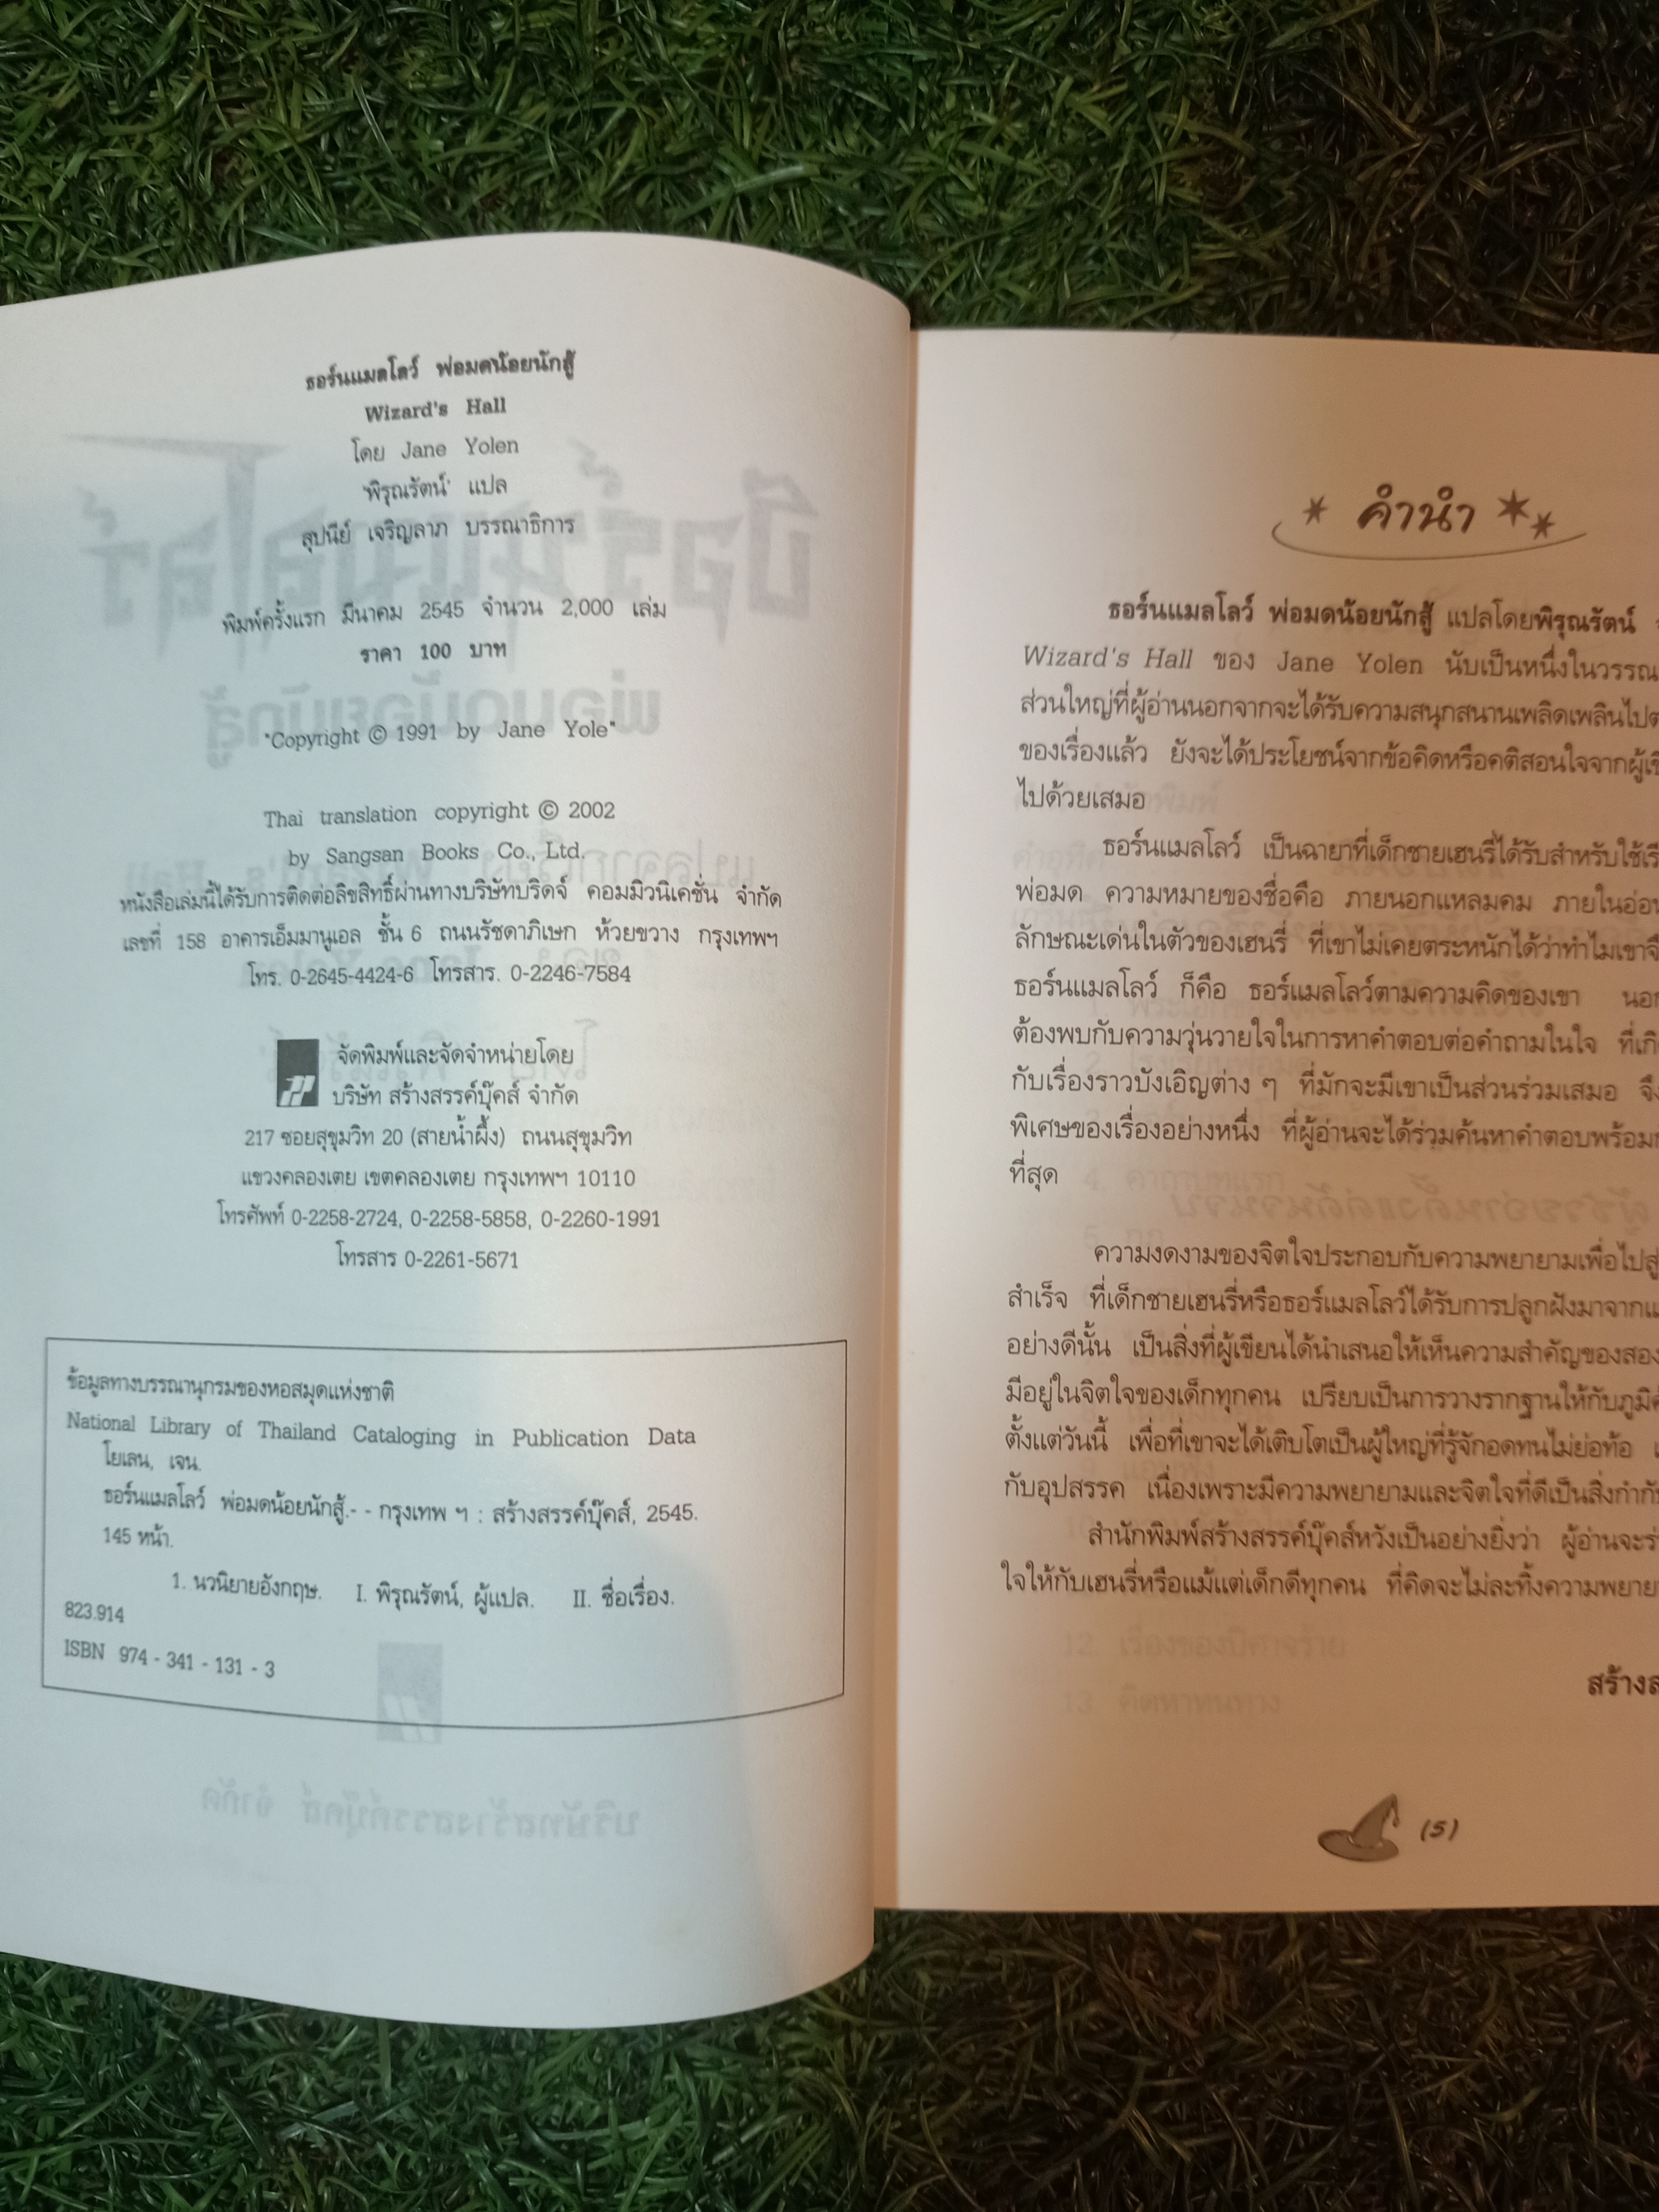 ธอร์นแมลโลว์ พ่อมดน้อยนักสู้
Wizard's Hall
โดย Jane Yolen
'พิรุณรัตน์' แปล
สุปนีย์ เจริญลาภ บรรณาธิการ
พิมพ์ครั้งแรก มีนาคม 2545 จำนวน 2,000 เล่ม
ราคา 100 บาท
"Copyright © 1991 by Jane Yole"
Thai translation copyright © 2002
by Sangsan Books Co., Ltd.
หนังสือเล่มนี้ได้รับการติดต่อลิขสิทธิ์ผ่านทางบริษัทบริดจ์ คอมมิวนิเคชั่น จำกัด
เลขที่ 158 อาคารเอ็มมานูเอล ชั้น 6 ถนนรัชดาภิเษก ห้วยขวาง กรุงเทพฯ
โทร. 0-2645-4424-6 โทรสาร. 0-2246-7584
จัดพิมพ์และจัดจำหน่ายโดย
บริษัท สร้างสรรค์บุ๊คส์ จำกัด
217 ซอยสุขุมวิท 20 (สายน้ำผึ้ง) ถนนสุขุมวิท
แขวงคลองเตย เขตคลองเตย กรุงเทพฯ 10110
โทรศัพท์ 0-2258-2724, 0-2258-5858, 0-2260-1991
โทรสาร 0-2261-5671
ข้อมูลทางบรรณานุกรมของหอสมุดแห่งชาติ
National Library of Thailand Cataloging in Publication Data
โยเลน, เจน.
ธอร์นแมลโลว์ พ่อมดน้อยนักสู้.- - กรุงเทพ ฯ : สร้างสรรค์บุ๊คส์, 2545.
145 หน้า.
1. นวนิยายอังกฤษ. I. พิรุณรัตน์, ผู้แปล. II. ชื่อเรื่อง.
823.914
ISBN 974 - 341 - 131 - 3
คำนำ
ธอร์นแมลโลว์ พ่อมดน้อยนักสู้ แปลโดยพิรุณรัตน์
Wizard's Hall ของ Jane Yolen นับเป็นหนึ่งในวรรณ
ส่วนใหญ่ที่ผู้อ่านนอกจากจะได้รับความสนุกสนานเพลิดเพลินไป
ของเรื่องแล้ว ยังจะได้ประโยชน์จากข้อคิดหรือคติสอนใจจาก
ไปด้วยเสมอ
ธอร์นแมลโลว์ เป็นฉายาที่เด็กชายเฮนรี่ได้รับสำหรับใช้
พ่อมด ความหมายของชื่อคือ ภายนอกแหลมคม ภายในอ่อน
ลักษณะเด่นในตัวของเฮนรี่ ที่เขาไม่เคยตระหนักได้ว่าทำไมเขา
ธอร์นแมลโลว์ ก็คือ ธอร์แมลโลว์ตามความคิดของเขา
ต้องพบกับความวุ่นวายใจในการหาคำตอบต่อคำถามในใจ ที่
กับเรื่องราวบังเอิญต่าง ๆ ที่มักจะมีเขาเป็นส่วนร่วมเสมอ
พิเศษของเรื่องอย่างหนึ่ง ที่ผู้อ่านจะได้ร่วมค้นหาคำตอบพร้อม
ที่สุด
ความงดงามของจิตใจประกอบกับความพยายามเพื่อไปสู่
สำเร็จ ที่เด็กชายเฮนรี่หรือธอร์แมลโลว์ได้รับการปลูกฝังมาจาก
อย่างดีนั้น เป็นสิ่งที่ผู้เขียนได้นำเสนอให้เห็นความสำคัญของสอง
มีอยู่ในจิตใจของเด็กทุกคน เปรียบเป็นการวางรากฐานให้กับ
ตั้งแต่วันนี้ เพื่อที่เขาจะได้เติบโตเป็นผู้ใหญ่ที่รู้จักอดทนไม่ย่อท้อ
กับอุปสรรค เนื่องเพราะมีความพยายามและจิตใจที่ดีเป็นสิ่งกำกับ
สำนักพิมพ์สร้างสรรค์บุ๊คส์หวังเป็นอย่างยิ่งว่า ผู้อ่านจะ
ใจให้กับเฮนรี่หรือแม้แต่เด็กดีทุกคน ที่คิดจะไม่ละทิ้งความพยาย
(5)